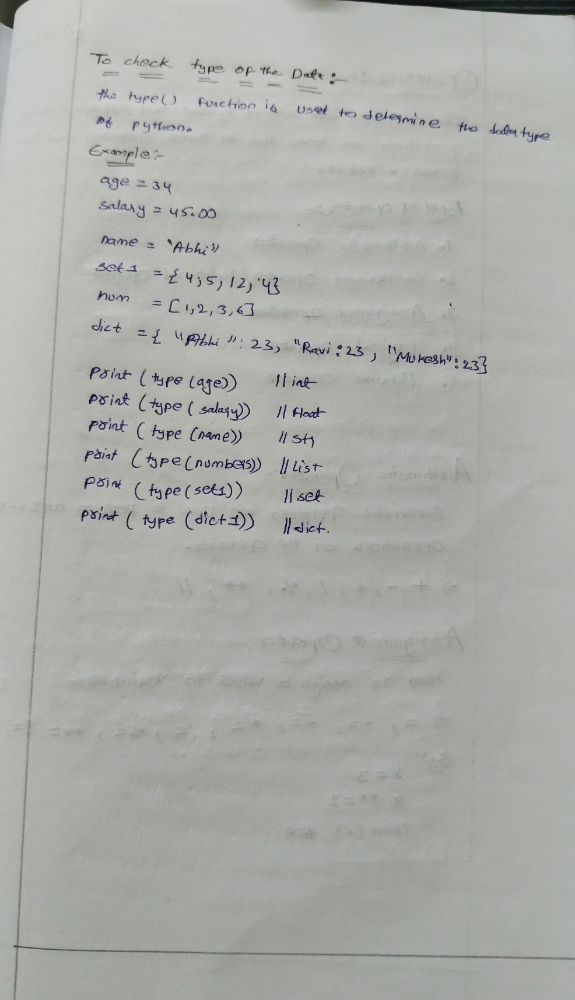 To check type of the Data :-
the type() function is used to determine the data type
of python.
Example:-
age = 34
salary = 45.00
name = "Abhi"
set1 = {4,5,12,4}
num = [1,2,3,6]
dict = { "Abhi": 23, "Ravi : 23 , "Mukesh": 23}
print ( type (age)) // int
print ( type ( salary)) // float
print ( type (name)) // str
print ( type (numbers)) // List
print ( type (set1)) // set
print ( type (dict1)) // dict.